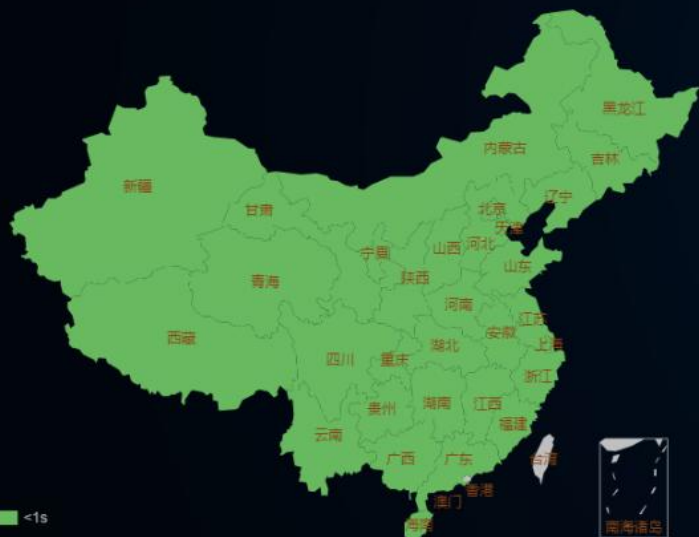 黑龙江
内蒙古
吉林
新疆
辽宁
甘肃
北京
天津
宁夏
山西
河北
山东
陕西
青海
河南
江苏
安徽
西藏
上海
湖北
四川
重庆
浙江
湖南
江西
贵州
福建
云南
广西
广东
台湾
香港
澳门
<1s
海南
南海诸岛